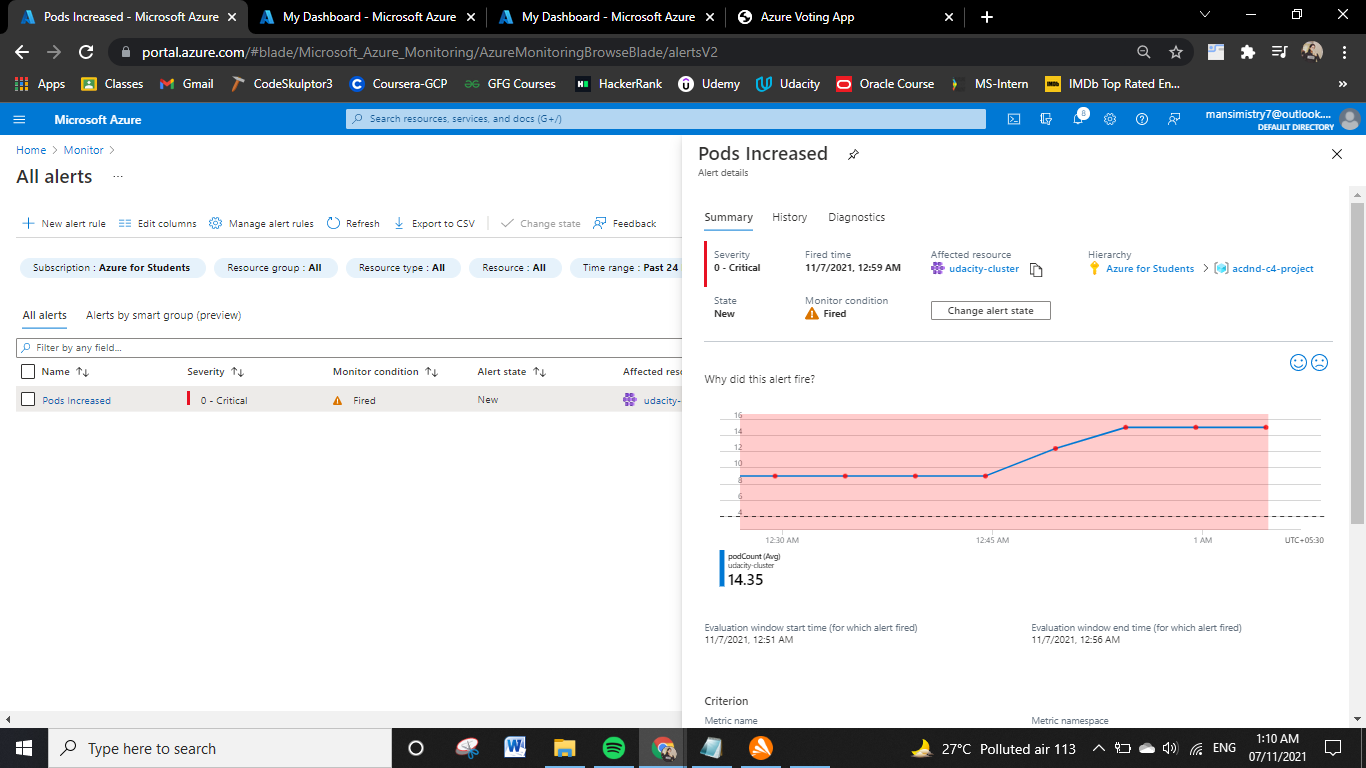 Pods Increased - Microsoft Azure
My Dashboard - Microsoft Azure
My Dashboard - Microsoft Azure
Azure Voting App
portal.azure.com/#blade/Microsoft_Azure_Monitoring/AzureMonitoringBrowseBlade/alertsV2
Apps Classes Gmail CodeSkulptor3 Coursera-GCP GFG Courses HackerRank Udemy Udacity Oracle Course MS-Intern IMDb Top Rated En...
Microsoft Azure
Search resources, services, and docs (G+/)
8
mansimistry7@outlook....
DEFAULT DIRECTORY
Home > Monitor >
All alerts ...
New alert rule Edit columns Manage alert rules Refresh Export to CSV Change state Feedback
Subscription : Azure for Students Resource group : All Resource type : All Resource : All Time range : Past 24
All alerts Alerts by smart group (preview)
Filter by any field...
Name Severity Monitor condition Alert state Affected res
Pods Increased 0 - Critical Fired New udacity-
Pods Increased
Alert details
Summary History Diagnostics
Severity Fired time Affected resource Hierarchy
0 - Critical 11/7/2021, 12:59 AM udacity-cluster Azure for Students > acdnd-c4-project
State Monitor condition
New Fired Change alert state
Why did this alert fire?
16
14
12
10
8
6
4
12:30 AM 12:45 AM 1 AM UTC+05:30
podCount (Avg)
udacity-cluster
14.35
Evaluation window start time (for which alert fired) Evaluation window end time (for which alert fired)
11/7/2021, 12:51 AM 11/7/2021, 12:56 AM
Criterion
Metric name Metric namespace
Type here to search
27°C Polluted air 113 ENG
1:10 AM
07/11/2021